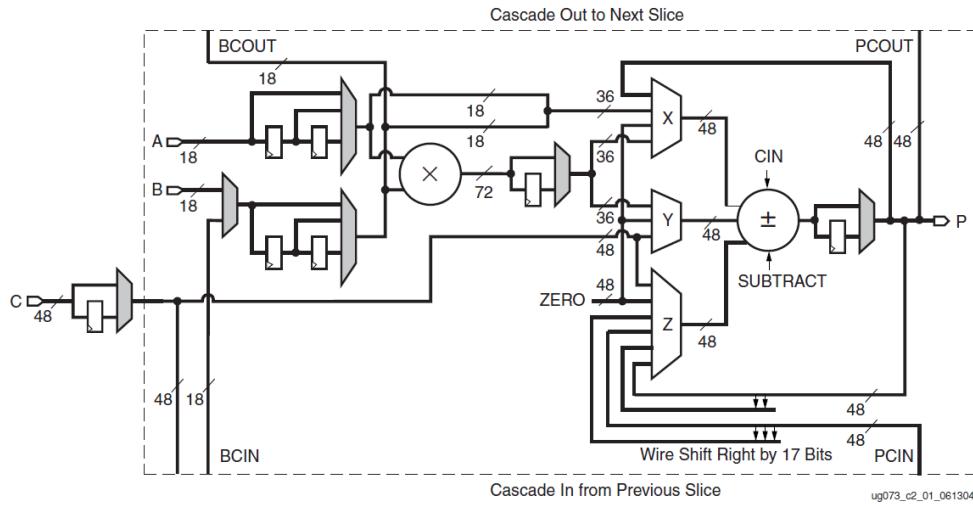 Cascade Out to Next Slice
BCOUT
PCOUT
18
18
36
A
18
18
X
48
48
48
36
CIN
B
18
×
72
Y
±
P
36
48
48
48
SUBTRACT
C
48
ZERO
Z
48
48
18
48
48
BCIN
Wire Shift Right by 17 Bits
PCIN
Cascade In from Previous Slice
ug073_c2_01_061304